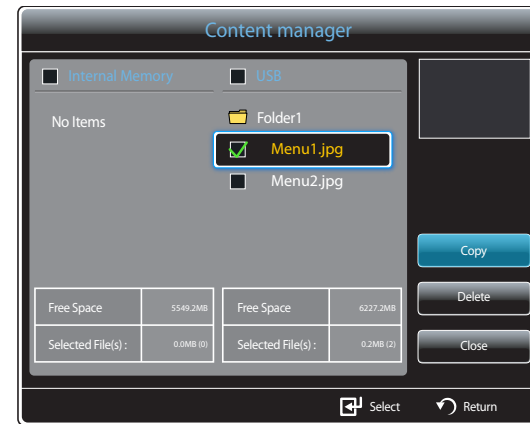 Content manager
Internal Memory
USB
No Items
Folder1
Menu1.jpg
Menu2.jpg
Copy
Delete
Close
Free Space 5549.2MB
Selected File(s) : 0.0MB (0)
Free Space 6227.2MB
Selected File(s) : 0.2MB (2)
Select Return